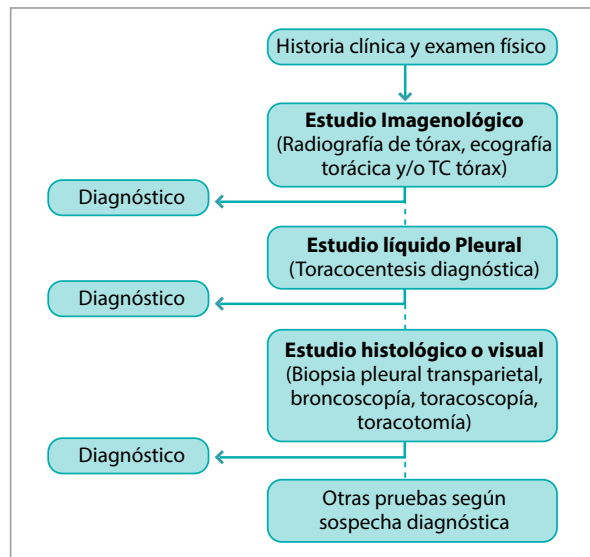 Historia clínica y examen físico
Estudio Imagenológico
(Radiografía de tórax, ecografía
torácica y/o TC tórax)
Diagnóstico
Estudio líquido Pleural
(Toracocentesis diagnóstica)
Diagnóstico
Estudio histológico o visual
(Biopsia pleural transparietal,
broncoscopía, toracoscopía,
toracotomía)
Diagnóstico
Otras pruebas según
sospecha diagnóstica